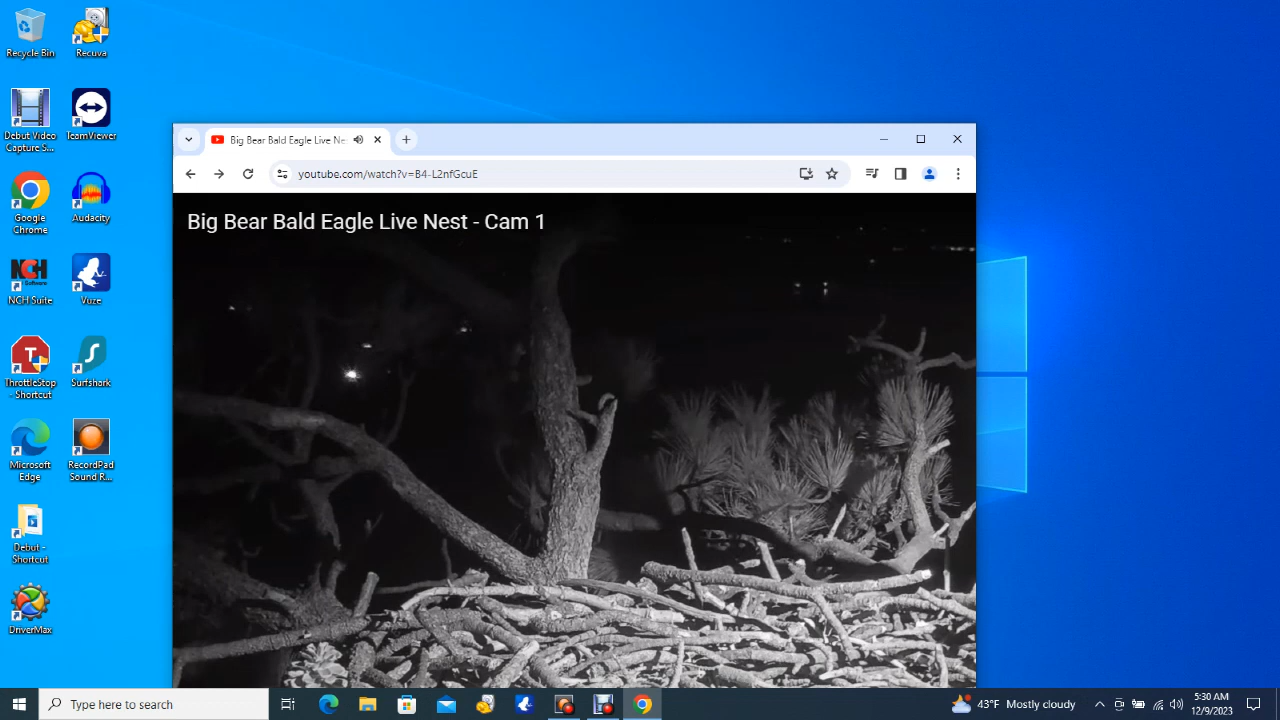 Recycle Bin
Recuva
Debut Video
Capture S...
TeamViewer
Google
Chrome
Audacity
NCH
Software
NCH Suite
Vuze
T
ThrottleStop
- Shortcut
S
Surfshark
Microsoft
Edge
RecordPad
Sound R...
Debut -
Shortcut
DriverMax
Big Bear Bald Eagle Live Ne
youtube.com/watch?v=B4-L2nfGcuE
Big Bear Bald Eagle Live Nest - Cam 1
Type here to search
43°F Mostly cloudy
5:30 AM
12/9/2023